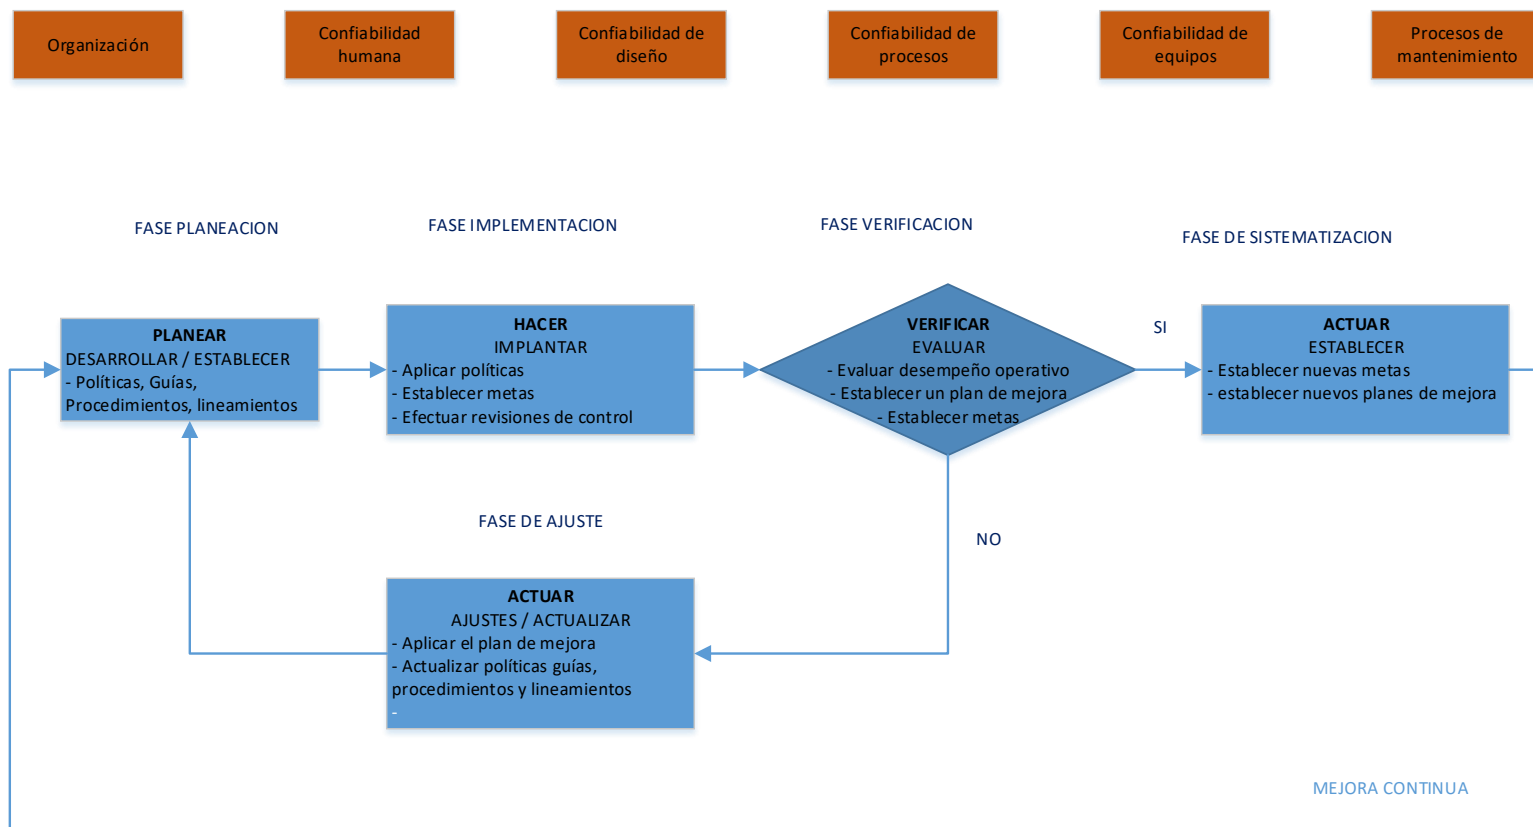 Organización
Confiabilidad
humana
Confiabilidad de
diseño
Confiabilidad de
procesos
Confiabilidad de
equipos
Procesos de
mantenimiento
FASE PLANEACION
FASE IMPLEMENTACION
FASE VERIFICACION
FASE DE SISTEMATIZACION
PLANEAR
DESARROLLAR / ESTABLECER
- Políticas, Guías,
Procedimientos, lineamientos
HACER
IMPLANTAR
- Aplicar políticas
- Establecer metas
- Efectuar revisiones de control
VERIFICAR
EVALUAR
- Evaluar desempeño operativo
- Establecer un plan de mejora
- Establecer metas
SI
ACTUAR
ESTABLECER
- Establecer nuevas metas
- establecer nuevos planes de mejora
FASE DE AJUSTE
NO
ACTUAR
AJUSTES / ACTUALIZAR
- Aplicar el plan de mejora
- Actualizar políticas guías,
procedimientos y lineamientos
-
MEJORA CONTINUA